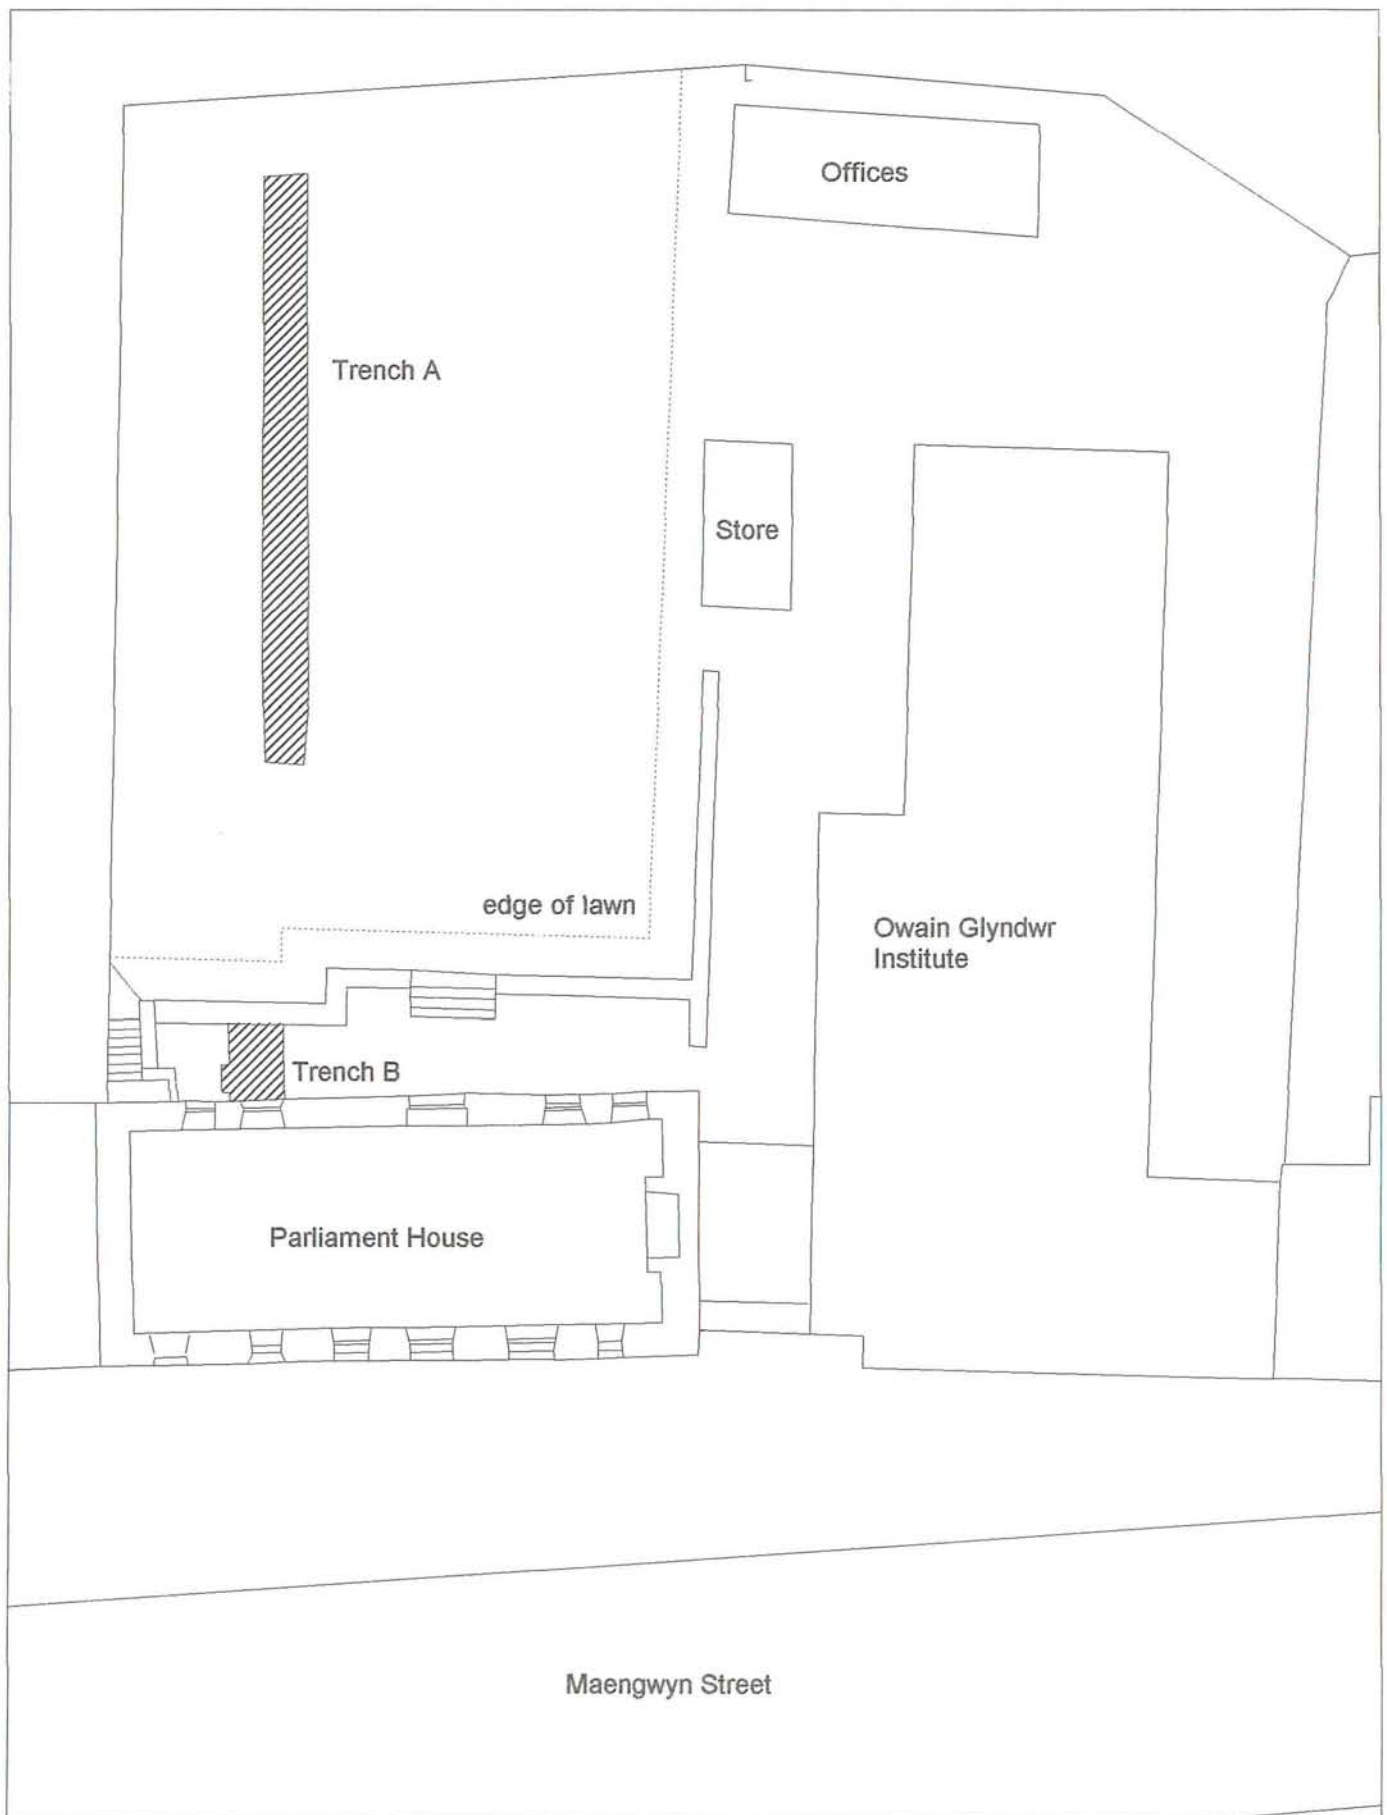 Offices
Trench A
Store
edge of lawn
Owain Glyndwr
Institute
Trench B
Parliament House
Maengwyn Street